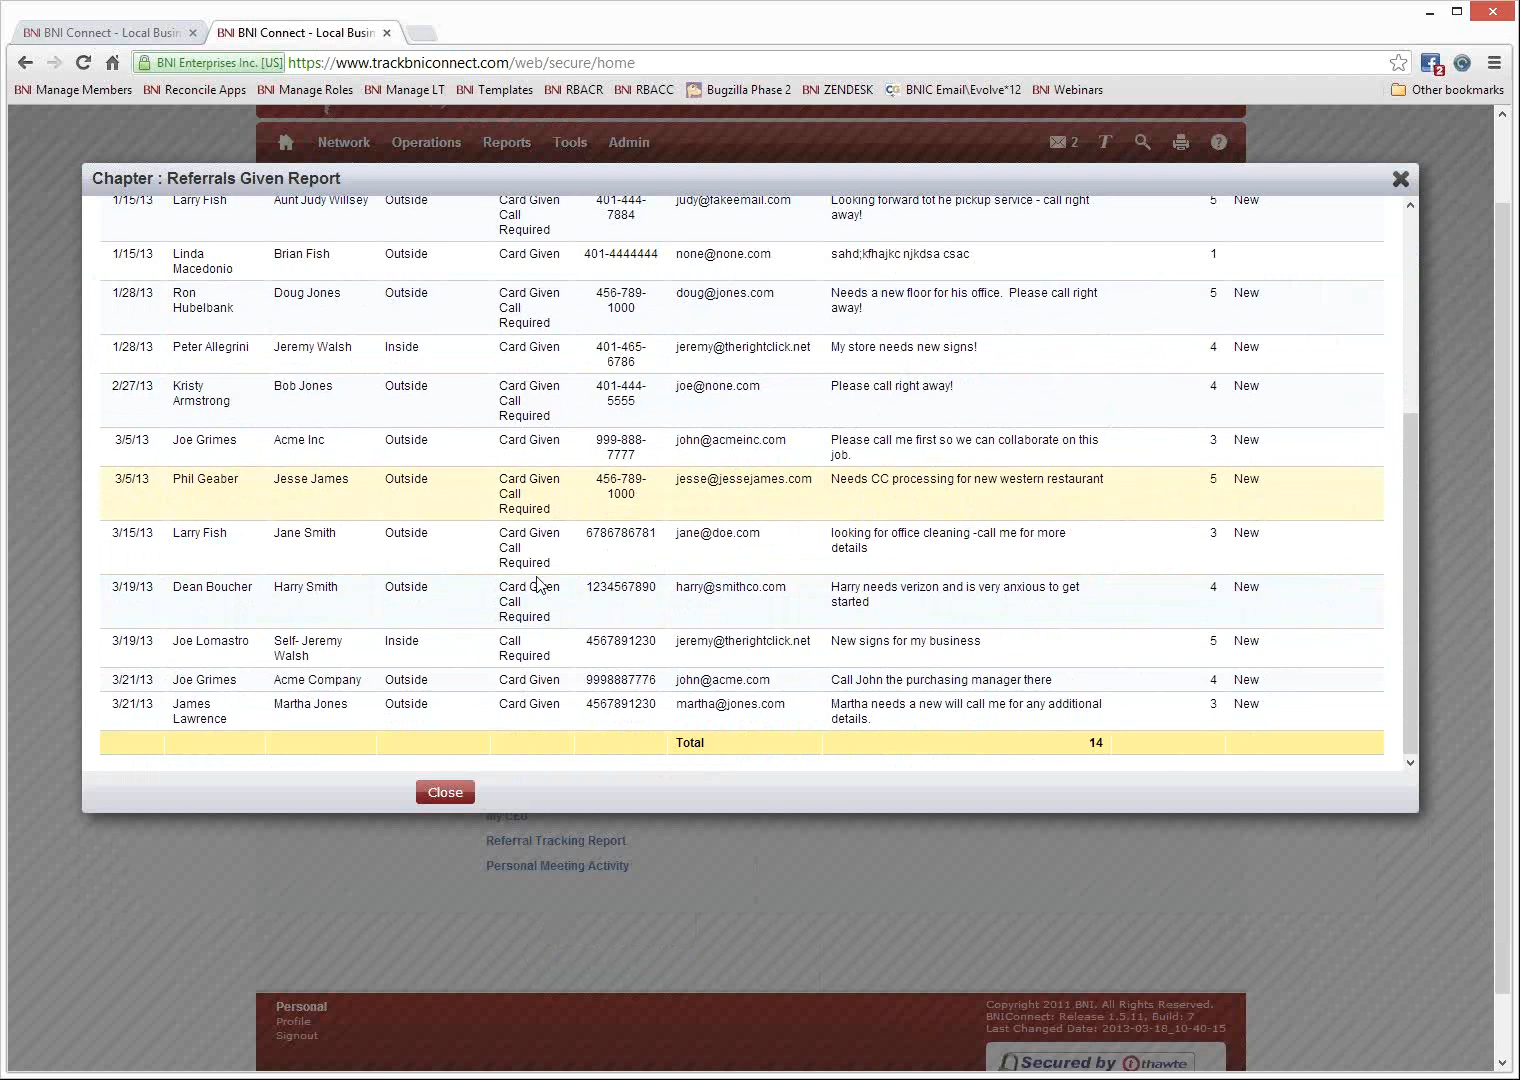 BNI BNI Connect - Local Busin
BNI BNI Connect - Local Busin
BNI Enterprises Inc. [US] https://www.trackbniconnect.com/web/secure/home
BNI Manage Members BNI Reconcile Apps BNI Manage Roles BNI Manage LT BNI Templates BNI RBACR BNI RBACC Bugzilla Phase 2 BNI ZENDESK BNIC Email\Evolve*12 BNI Webinars Other bookmarks
Network Operations Reports Tools Admin 2
Chapter : Referrals Given Report
1/15/13 Larry Fish Aunt Judy Willsey Outside Card Given 401-444- judy@fakeemail.com Looking forward tot he pickup service - call right 5 New
Call 7884 away!
Required
1/15/13 Linda Brian Fish Outside Card Given 401-4444444 none@none.com sahd;kfhajkc njkdsa csac 1
Macedonio
1/28/13 Ron Doug Jones Outside Card Given 456-789- doug@jones.com Needs a new floor for his office. Please call right 5 New
Hubelbank Call 1000 away!
Required
1/28/13 Peter Allegrini Jeremy Walsh Inside Card Given 401-465- jeremy@therightclick.net My store needs new signs! 4 New
6786
2/27/13 Kristy Bob Jones Outside Card Given 401-444- joe@none.com Please call right away! 4 New
Armstrong Call 5555
Required
3/5/13 Joe Grimes Acme Inc Outside Card Given 999-888- john@acmeinc.com Please call me first so we can collaborate on this 3 New
7777 job.
3/5/13 Phil Geaber Jesse James Outside Card Given 456-789- jesse@jessejames.com Needs CC processing for new western restaurant 5 New
Call 1000
Required
3/15/13 Larry Fish Jane Smith Outside Card Given 6786786781 jane@doe.com looking for office cleaning -call me for more 3 New
Call details
Required
3/19/13 Dean Boucher Harry Smith Outside Card Given 1234567890 harry@smithco.com Harry needs verizon and is very anxious to get 4 New
Call started
Required
3/19/13 Joe Lomastro Self- Jeremy Inside Call 4567891230 jeremy@therightclick.net New signs for my business 5 New
Walsh Required
3/21/13 Joe Grimes Acme Company Outside Card Given 9998887776 john@acme.com Call John the purchasing manager there 4 New
3/21/13 James Martha Jones Outside Card Given 4567891230 martha@jones.com Martha needs a new will call me for any additional 3 New
Lawrence details.
Total 14
Close
My CEU
Referral Tracking Report
Personal Meeting Activity
Personal
Profile
Signout
Copyright 2011 BNI. All Rights Reserved.
BNIConnect: Release 1.5.11, Build: 7
Last Changed Date: 2013-03-18_10-40-15
Secured by thawte